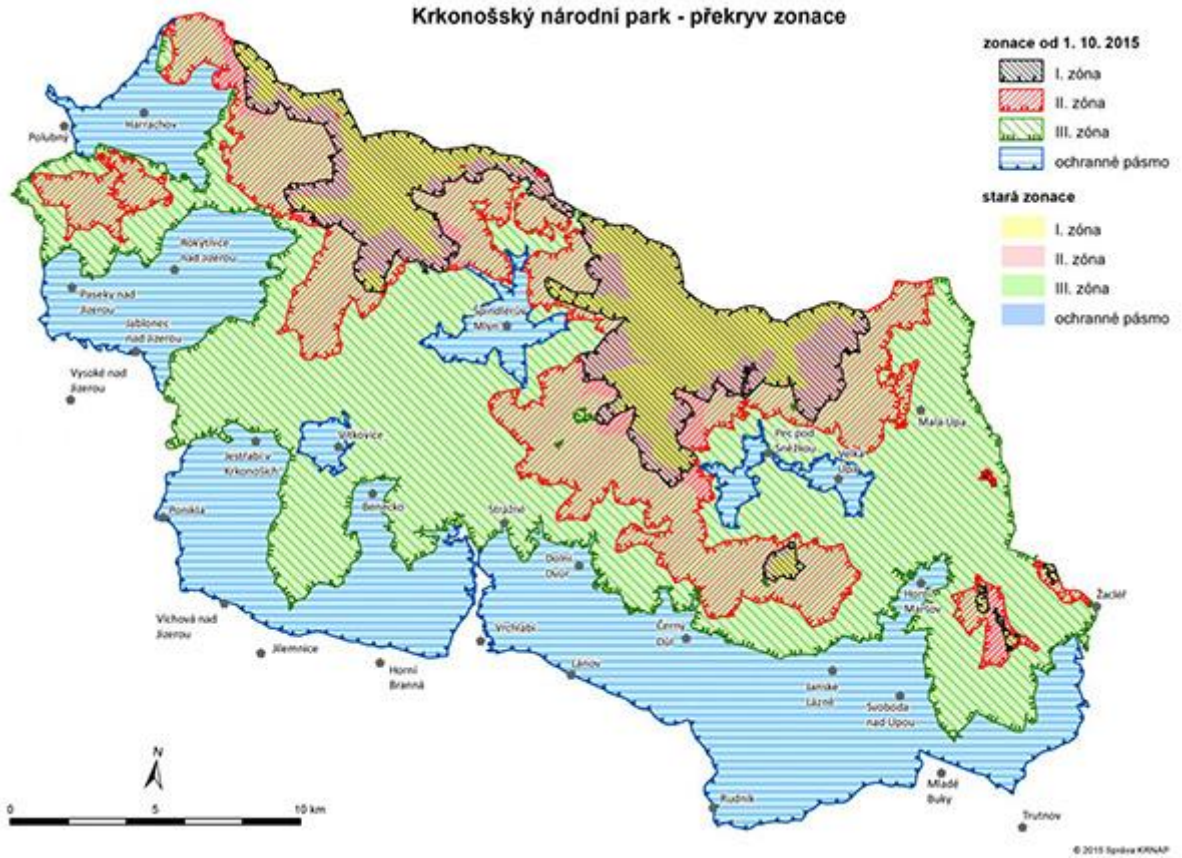 Krkonošský národní park - překryv zonace
zonace od 1. 10. 2015
I. zóna
II. zóna
III. zóna
ochranné pásmo
stará zonace
I. zóna
II. zóna
III. zóna
ochranné pásmo
Harrachov
Polubný
Rokytnice
nad Jizerou
Paseky nad
Jizerou
Jablonec
nad Jizerou
Vysoké nad
Jizerou
Špindlerův
Mlýn
Malá Úpa
Pec pod
Sněžkou
Velká
Úpa
Vítkovice
Jestřabí v
Krkonoších
Benecko
Poniklá
Strážné
Dolní
Dvůr
Horní
Maršov
Žacléř
Víchová nad
Jizerou
Jilemnice
Vrchlabí
Horní
Branná
Lánov
Černý
Důl
Janské
Lázně
Svoboda
nad Úpou
Mladé
Buky
Rudník
Trutnov
N
0 5 10 km
© 2015 Správa KRNAP